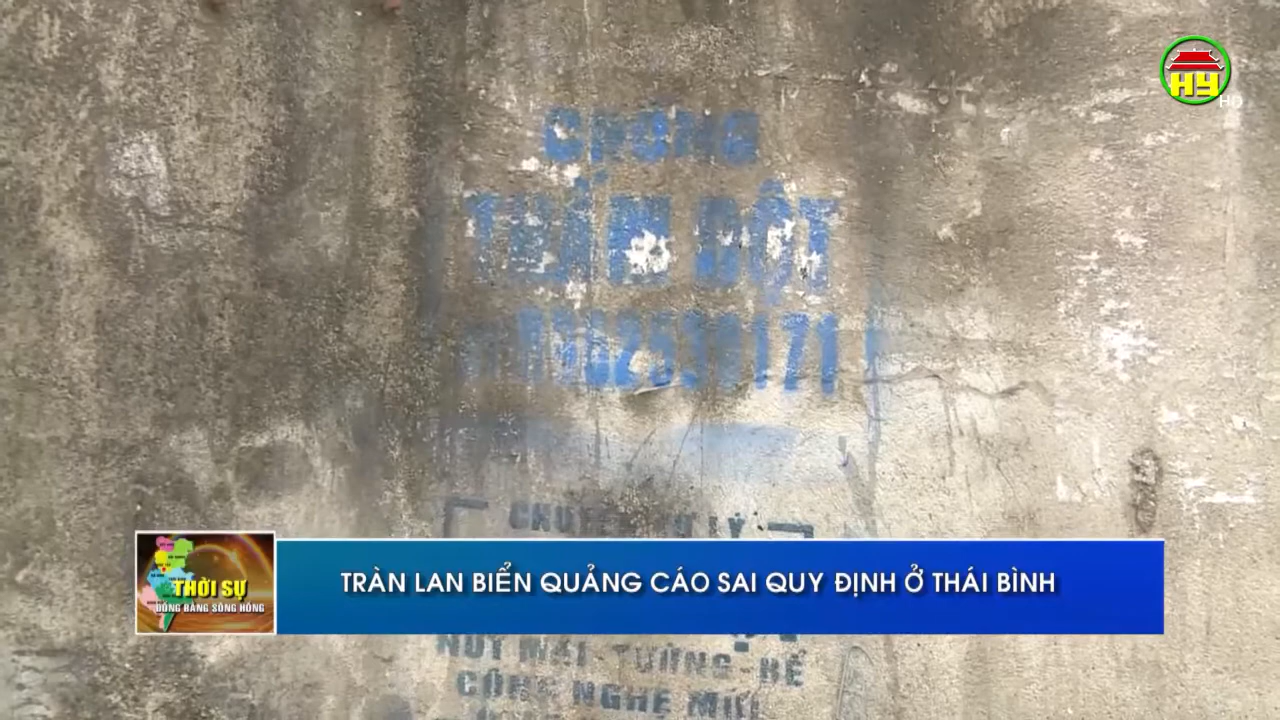 HY
HD
CHỐNG
THẤM DỘT
CHUYÊN XỬ LÝ
THỜI SỰ
ĐỒNG BẰNG SÔNG HỒNG
TRÀN LAN BIỂN QUẢNG CÁO SAI QUY ĐỊNH Ở THÁI BÌNH
NỨT MÁI-TƯỜNG-BỂ
CÔNG NGHỆ MỚI